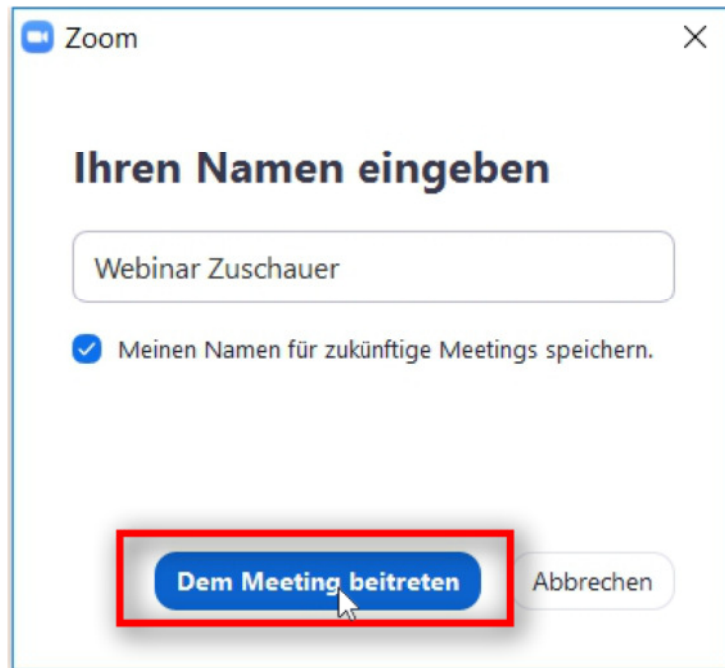 Zoom
Ihren Namen eingeben
Webinar Zuschauer
Meinen Namen für zukünftige Meetings speichern.
Dem Meeting beitreten
Abbrechen